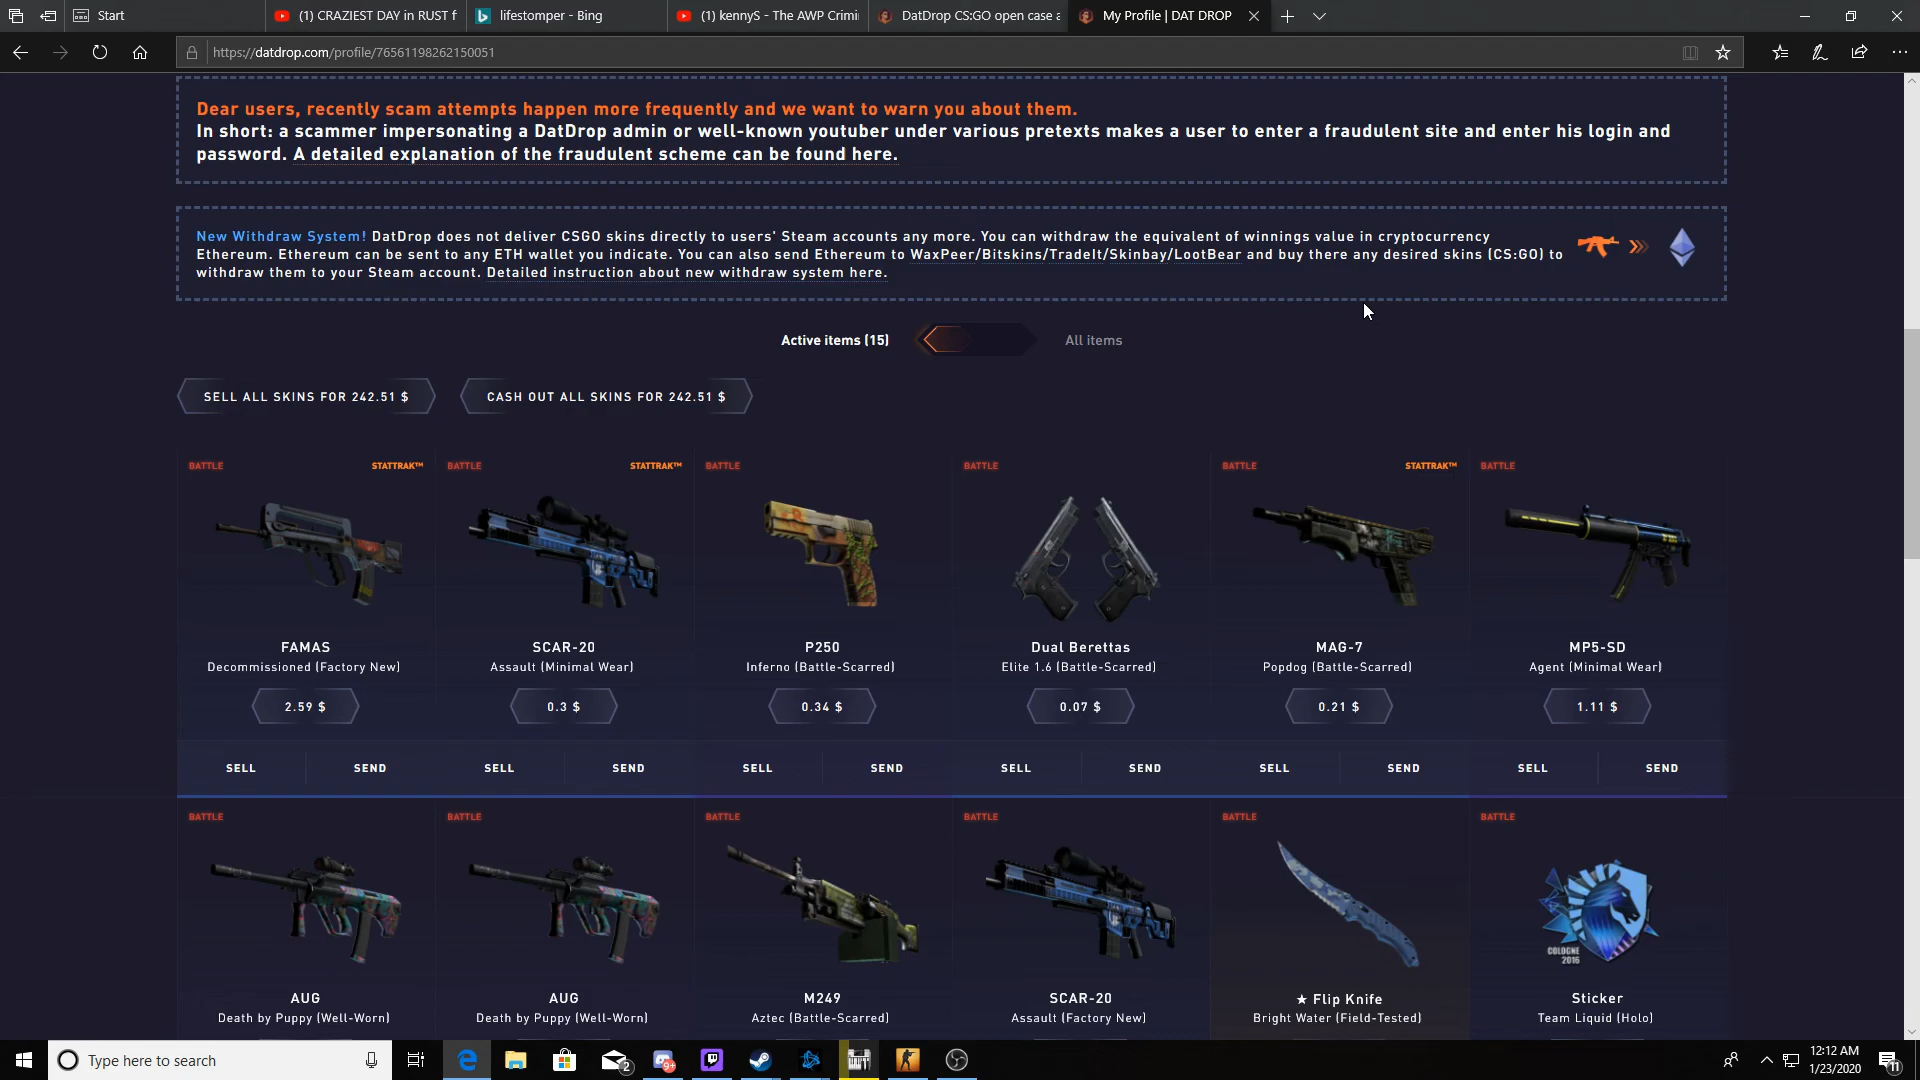 Start
(1) CRAZIEST DAY in RUST f
lifestomper - Bing
(1) kennyS - The AWP Crimi
DatDrop CS:GO open case a
My Profile | DAT DROP
https://datdrop.com/profile/76561198262150051
Dear users, recently scam attempts happen more frequently and we want to warn you about them.
In short: a scammer impersonating a DatDrop admin or well-known youtuber under various pretexts makes a user to enter a fraudulent site and enter his login and
password. A detailed explanation of the fraudulent scheme can be found here.
New Withdraw System! DatDrop does not deliver CSGO skins directly to users' Steam accounts any more. You can withdraw the equivalent of winnings value in cryptocurrency
Ethereum. Ethereum can be sent to any ETH wallet you indicate. You can also send Ethereum to WaxPeer/Bitskins/TradeIt/Skinbay/LootBear and buy there any desired skins (CS:GO) to
withdraw them to your Steam account. Detailed instruction about new withdraw system here.
Active items (15)
All items
SELL ALL SKINS FOR 242.51 $
CASH OUT ALL SKINS FOR 242.51 $
BATTLE STATTRAK™
BATTLE STATTRAK™
BATTLE
BATTLE
BATTLE STATTRAK™
BATTLE
FAMAS
Decommissioned (Factory New)
2.59 $
SELL SEND
SCAR-20
Assault (Minimal Wear)
0.3 $
SELL SEND
P250
Inferno (Battle-Scarred)
0.34 $
SELL SEND
Dual Berettas
Elite 1.6 (Battle-Scarred)
0.07 $
SELL SEND
MAG-7
Popdog (Battle-Scarred)
0.21 $
SELL SEND
MP5-SD
Agent (Minimal Wear)
1.11 $
SELL SEND
BATTLE
AUG
Death by Puppy (Well-Worn)
BATTLE
AUG
Death by Puppy (Well-Worn)
BATTLE
M249
Aztec (Battle-Scarred)
BATTLE
SCAR-20
Assault (Factory New)
BATTLE
★ Flip Knife
Bright Water (Field-Tested)
BATTLE
COLOGNE
2016
Sticker
Team Liquid (Holo)
Type here to search
2
9+
12:12 AM
1/23/2020
11